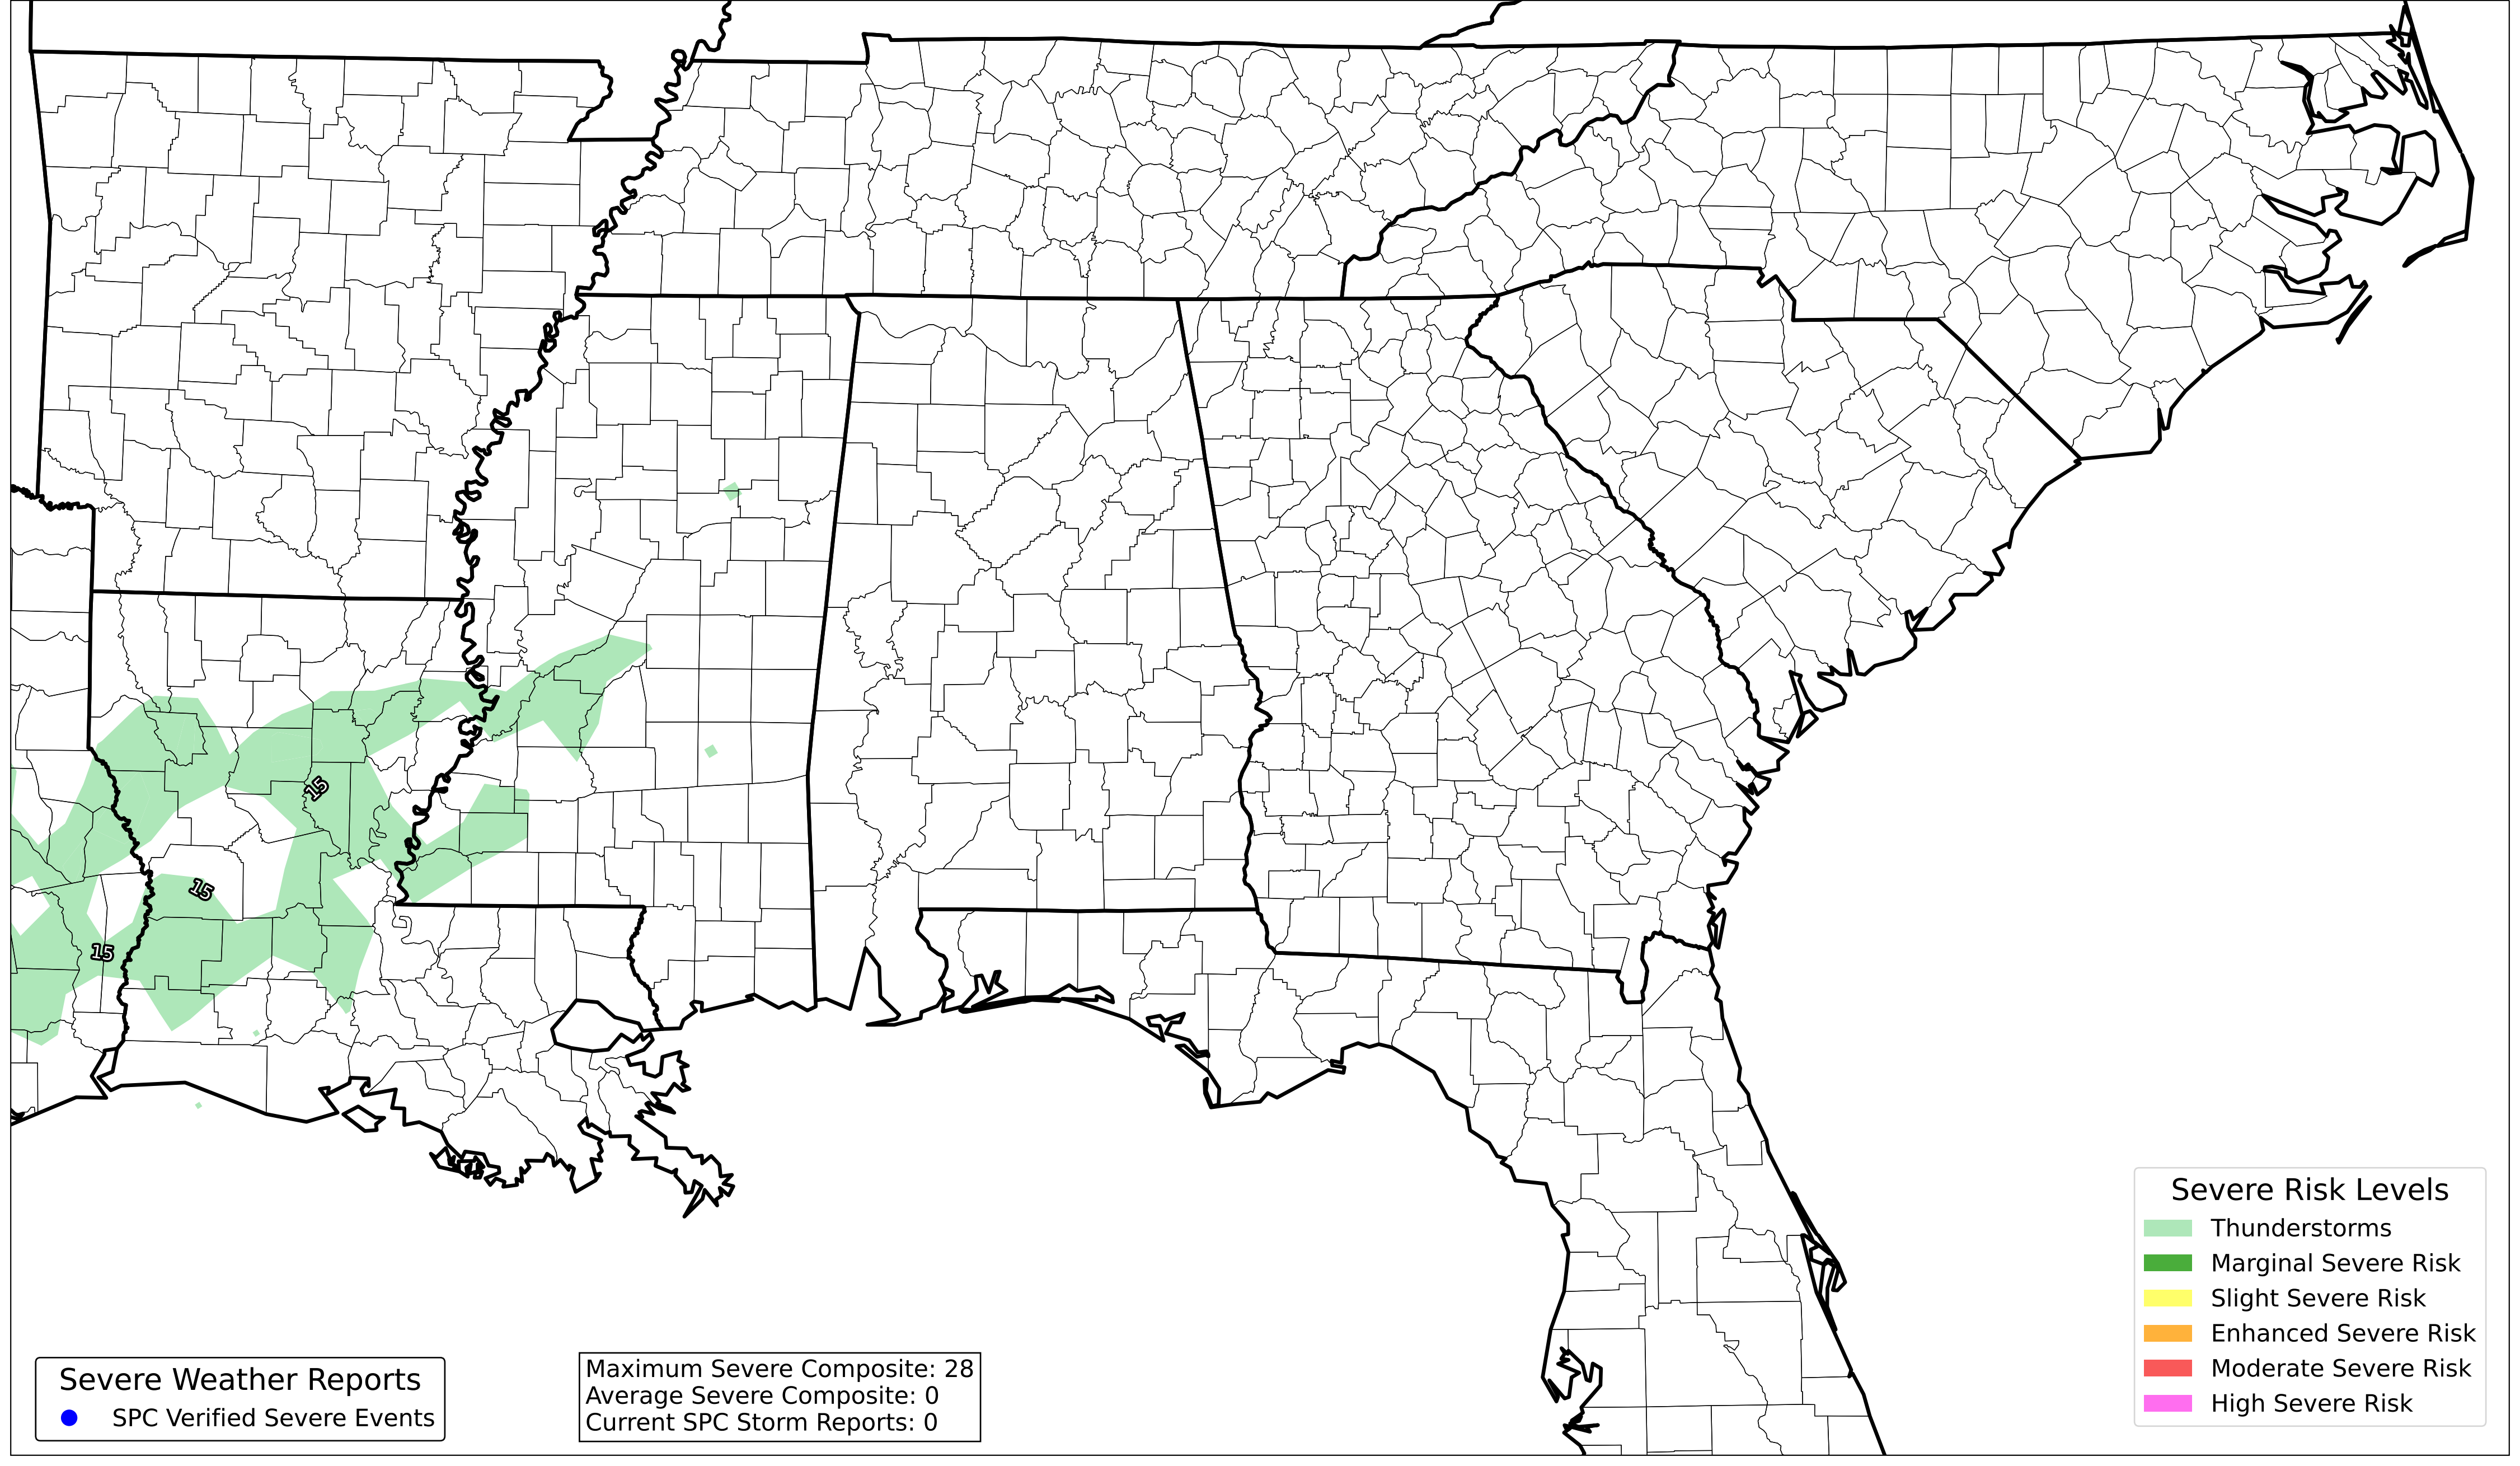 15
15
15
Severe Risk Levels
Thunderstorms
Marginal Severe Risk
Slight Severe Risk
Enhanced Severe Risk
Moderate Severe Risk
High Severe Risk
Severe Weather Reports
SPC Verified Severe Events
Maximum Severe Composite: 28
Average Severe Composite: 0
Current SPC Storm Reports: 0